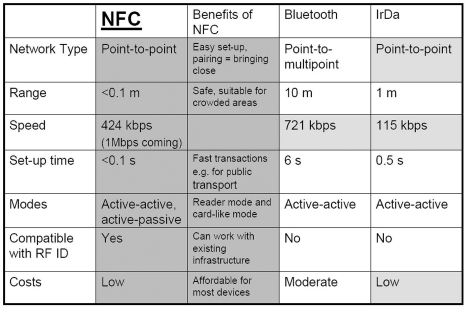 NFC Benefits of NFC Bluetooth IrDa
Network Type Point-to-point Easy set-up, pairing = bringing close Point-to-multipoint Point-to-point
Range <0.1 m Safe, suitable for crowded areas 10 m 1 m
Speed 424 kbps (1Mbps coming) 721 kbps 115 kbps
Set-up time <0.1 s Fast transactions e.g. for public transport 6 s 0.5 s
Modes Active-active, active-passive Reader mode and card-like mode Active-active Active-active
Compatible with RF ID Yes Can work with existing infrastructure No No
Costs Low Affordable for most devices Moderate Low